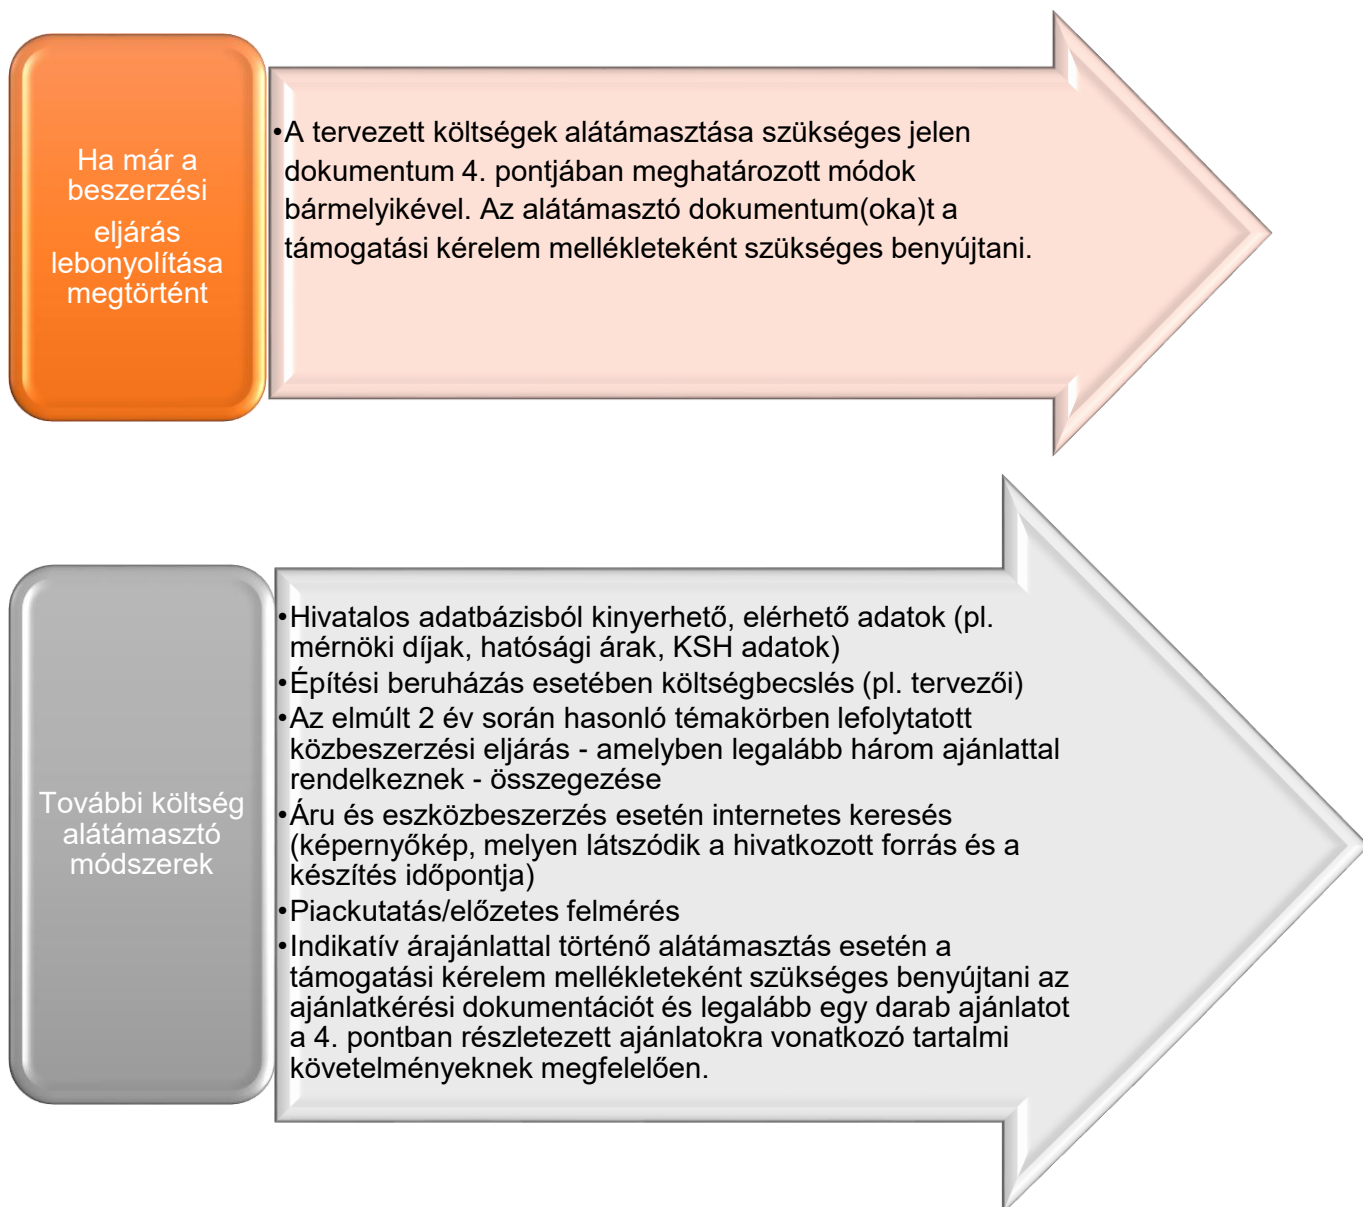 Ha már a
beszerzési
eljárás
lebonyolítása
megtörtént
•A tervezett költségek alátámasztása szükséges jelen
dokumentum 4. pontjában meghatározott módok
bármelyikével. Az alátámasztó dokumentum(oka)t a
támogatási kérelem mellékleteként szükséges benyújtani.
További költség
alátámasztó
módszerek
•Hivatalos adatbázisból kinyerhető, elérhető adatok (pl.
mérnöki díjak, hatósági árak, KSH adatok)
•Építési beruházás esetében költségbecslés (pl. tervezői)
•Az elmúlt 2 év során hasonló témakörben lefolytatott
közbeszerzési eljárás - amelyben legalább három ajánlattal
rendelkeznek - összegezése
•Áru és eszközbeszerzés esetén internetes keresés
(képernyőkép, melyen látszódik a hivatkozott forrás és a
készítés időpontja)
•Piackutatás/előzetes felmérés
•Indikatív árajánlattal történő alátámasztás esetén a
támogatási kérelem mellékleteként szükséges benyújtani az
ajánlatkérési dokumentációt és legalább egy darab ajánlatot
a 4. pontban részletezett ajánlatokra vonatkozó tartalmi
követelményeknek megfelelően.